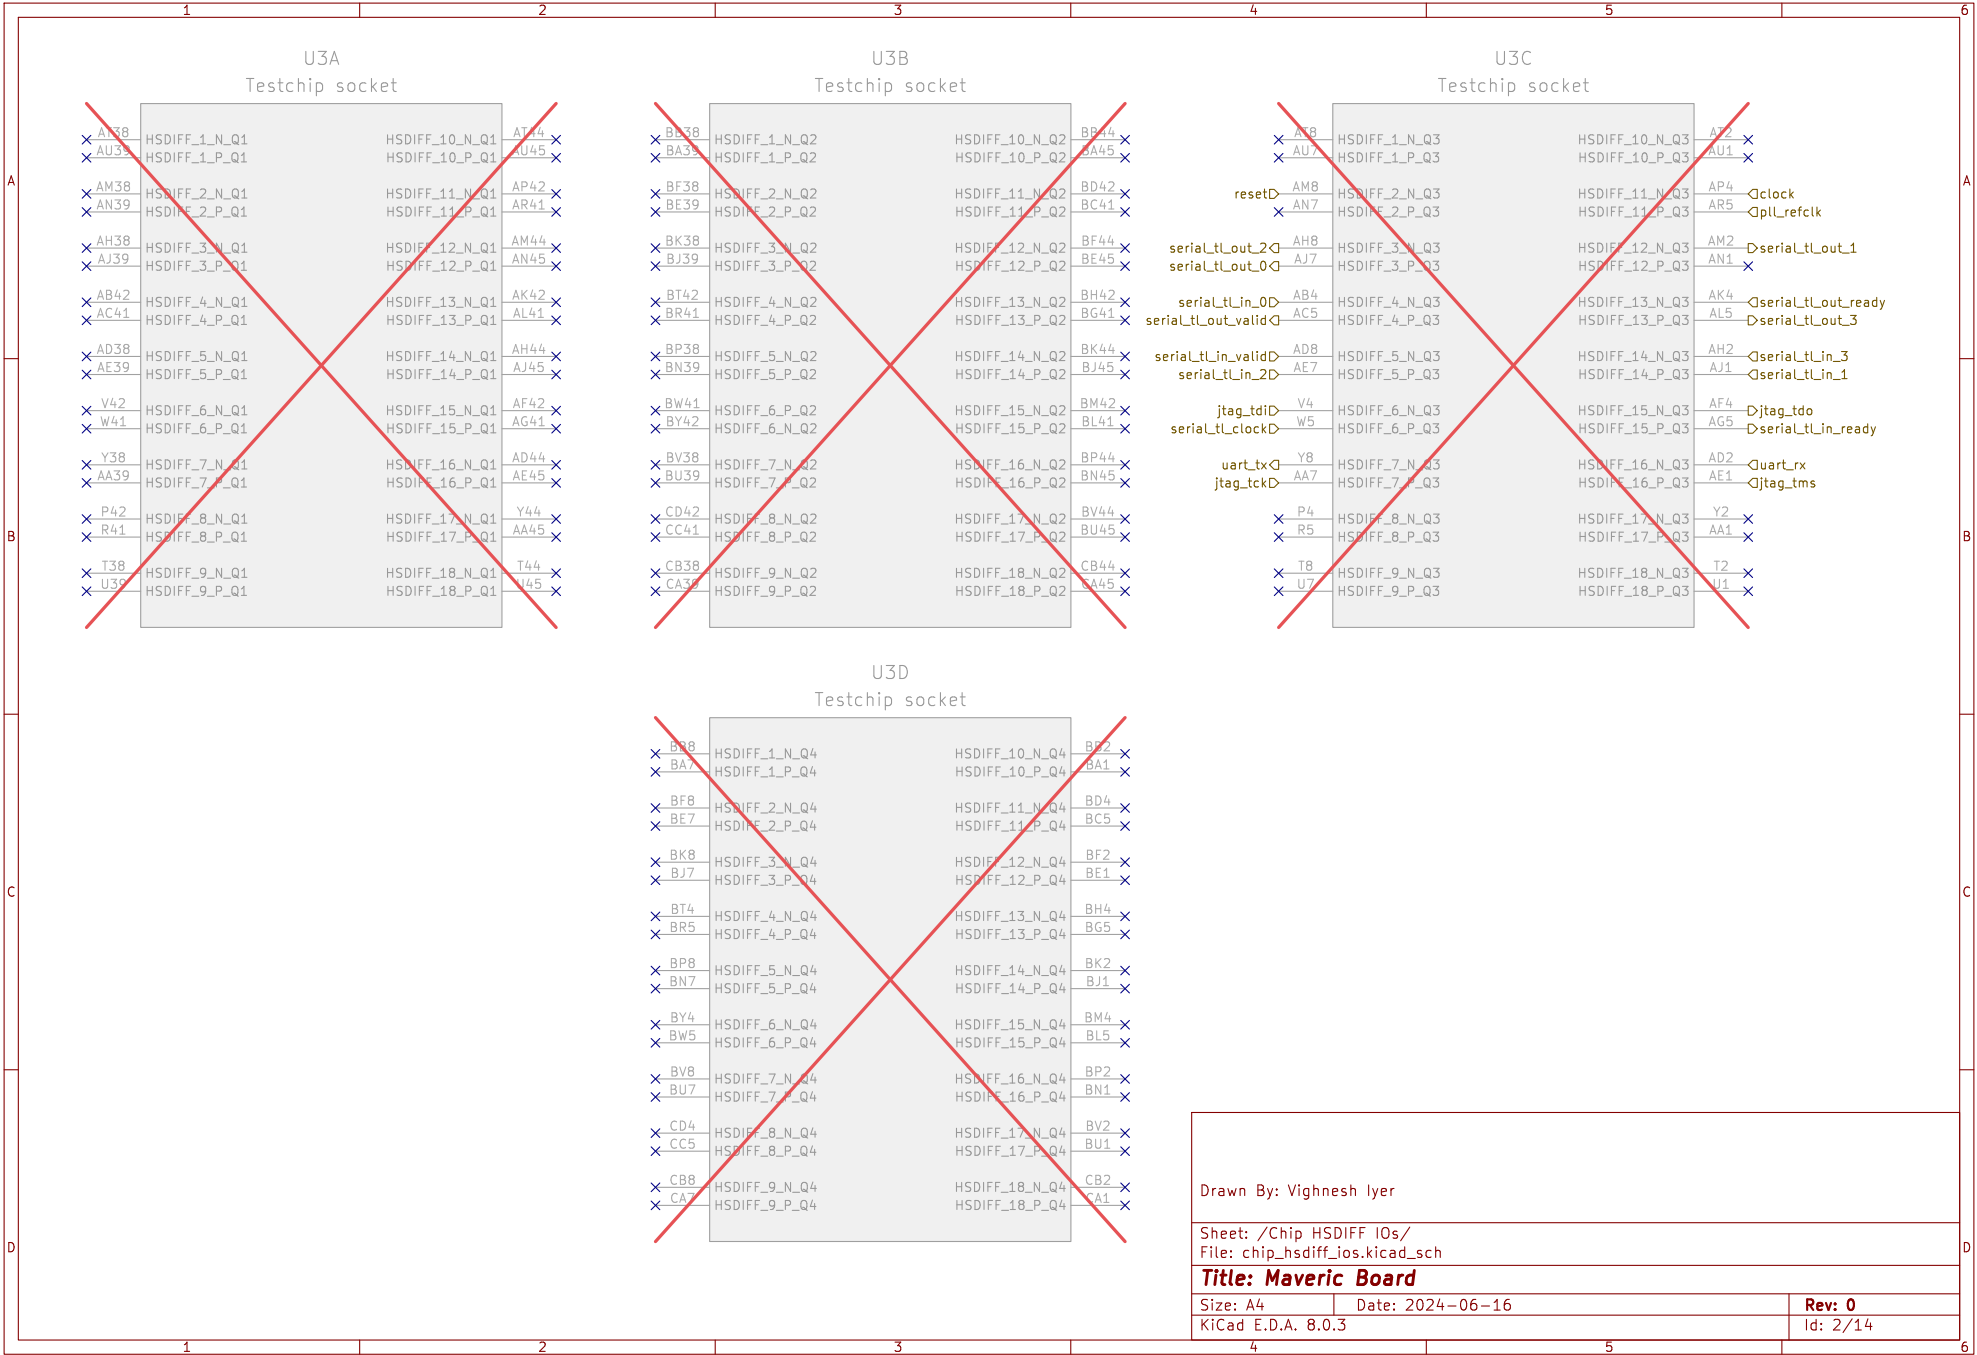 1 2 3 4 5 6
A
B
C
D
U3A
Testchip socket
AT38 HSDIFF_1_N_Q1 HSDIFF_10_N_Q1 AT44
AU39 HSDIFF_1_P_Q1 HSDIFF_10_P_Q1 AU45
AM38 HSDIFF_2_N_Q1 HSDIFF_11_N_Q1 AP42
AN39 HSDIFF_2_P_Q1 HSDIFF_11_P_Q1 AR41
AH38 HSDIFF_3_N_Q1 HSDIFF_12_N_Q1 AM44
AJ39 HSDIFF_3_P_Q1 HSDIFF_12_P_Q1 AN45
AB42 HSDIFF_4_N_Q1 HSDIFF_13_N_Q1 AK42
AC41 HSDIFF_4_P_Q1 HSDIFF_13_P_Q1 AL41
AD38 HSDIFF_5_N_Q1 HSDIFF_14_N_Q1 AH44
AE39 HSDIFF_5_P_Q1 HSDIFF_14_P_Q1 AJ45
V42 HSDIFF_6_N_Q1 HSDIFF_15_N_Q1 AF42
W41 HSDIFF_6_P_Q1 HSDIFF_15_P_Q1 AG41
Y38 HSDIFF_7_N_Q1 HSDIFF_16_N_Q1 AD44
AA39 HSDIFF_7_P_Q1 HSDIFF_16_P_Q1 AE45
P42 HSDIFF_8_N_Q1 HSDIFF_17_N_Q1 Y44
R41 HSDIFF_8_P_Q1 HSDIFF_17_P_Q1 AA45
T38 HSDIFF_9_N_Q1 HSDIFF_18_N_Q1 T44
U39 HSDIFF_9_P_Q1 HSDIFF_18_P_Q1 U45
U3B
Testchip socket
BB38 HSDIFF_1_N_Q2 HSDIFF_10_N_Q2 BB44
BA39 HSDIFF_1_P_Q2 HSDIFF_10_P_Q2 BA45
BF38 HSDIFF_2_N_Q2 HSDIFF_11_N_Q2 BD42
BE39 HSDIFF_2_P_Q2 HSDIFF_11_P_Q2 BC41
BK38 HSDIFF_3_N_Q2 HSDIFF_12_N_Q2 BF44
BJ39 HSDIFF_3_P_Q2 HSDIFF_12_P_Q2 BE45
BT42 HSDIFF_4_N_Q2 HSDIFF_13_N_Q2 BH42
BR41 HSDIFF_4_P_Q2 HSDIFF_13_P_Q2 BG41
BP38 HSDIFF_5_N_Q2 HSDIFF_14_N_Q2 BK44
BN39 HSDIFF_5_P_Q2 HSDIFF_14_P_Q2 BJ45
BW41 HSDIFF_6_P_Q2 HSDIFF_15_N_Q2 BM42
BY42 HSDIFF_6_N_Q2 HSDIFF_15_P_Q2 BL41
BV38 HSDIFF_7_N_Q2 HSDIFF_16_N_Q2 BP44
BU39 HSDIFF_7_P_Q2 HSDIFF_16_P_Q2 BN45
CD42 HSDIFF_8_N_Q2 HSDIFF_17_N_Q2 BV44
CC41 HSDIFF_8_P_Q2 HSDIFF_17_P_Q2 BU45
CB38 HSDIFF_9_N_Q2 HSDIFF_18_N_Q2 CB44
CA39 HSDIFF_9_P_Q2 HSDIFF_18_P_Q2 CA45
U3C
Testchip socket
AT8 HSDIFF_1_N_Q3 HSDIFF_10_N_Q3 AT2
AU7 HSDIFF_1_P_Q3 HSDIFF_10_P_Q3 AU1
reset AM8 HSDIFF_2_N_Q3 HSDIFF_11_N_Q3 AP4 clock
AN7 HSDIFF_2_P_Q3 HSDIFF_11_P_Q3 AR5 pll_refclk
serial_tl_out_2 AH8 HSDIFF_3_N_Q3 HSDIFF_12_N_Q3 AM2 serial_tl_out_1
serial_tl_out_0 AJ7 HSDIFF_3_P_Q3 HSDIFF_12_P_Q3 AN1
serial_tl_in_0 AB4 HSDIFF_4_N_Q3 HSDIFF_13_N_Q3 AK4 serial_tl_out_ready
serial_tl_out_valid AC5 HSDIFF_4_P_Q3 HSDIFF_13_P_Q3 AL5 serial_tl_out_3
serial_tl_in_valid AD8 HSDIFF_5_N_Q3 HSDIFF_14_N_Q3 AH2 serial_tl_in_3
serial_tl_in_2 AE7 HSDIFF_5_P_Q3 HSDIFF_14_P_Q3 AJ1 serial_tl_in_1
jtag_tdi V4 HSDIFF_6_N_Q3 HSDIFF_15_N_Q3 AF4 jtag_tdo
serial_tl_clock W5 HSDIFF_6_P_Q3 HSDIFF_15_P_Q3 AG5 serial_tl_in_ready
uart_tx Y8 HSDIFF_7_N_Q3 HSDIFF_16_N_Q3 AD2 uart_rx
jtag_tck AA7 HSDIFF_7_P_Q3 HSDIFF_16_P_Q3 AE1 jtag_tms
P4 HSDIFF_8_N_Q3 HSDIFF_17_N_Q3 Y2
R5 HSDIFF_8_P_Q3 HSDIFF_17_P_Q3 AA1
T8 HSDIFF_9_N_Q3 HSDIFF_18_N_Q3 T2
U7 HSDIFF_9_P_Q3 HSDIFF_18_P_Q3 U1
U3D
Testchip socket
BB8 HSDIFF_1_N_Q4 HSDIFF_10_N_Q4 BB2
BA7 HSDIFF_1_P_Q4 HSDIFF_10_P_Q4 BA1
BF8 HSDIFF_2_N_Q4 HSDIFF_11_N_Q4 BD4
BE7 HSDIFF_2_P_Q4 HSDIFF_11_P_Q4 BC5
BK8 HSDIFF_3_N_Q4 HSDIFF_12_N_Q4 BF2
BJ7 HSDIFF_3_P_Q4 HSDIFF_12_P_Q4 BE1
BT4 HSDIFF_4_N_Q4 HSDIFF_13_N_Q4 BH4
BR5 HSDIFF_4_P_Q4 HSDIFF_13_P_Q4 BG5
BP8 HSDIFF_5_N_Q4 HSDIFF_14_N_Q4 BK2
BN7 HSDIFF_5_P_Q4 HSDIFF_14_P_Q4 BJ1
BY4 HSDIFF_6_N_Q4 HSDIFF_15_N_Q4 BM4
BW5 HSDIFF_6_P_Q4 HSDIFF_15_P_Q4 BL5
BV8 HSDIFF_7_N_Q4 HSDIFF_16_N_Q4 BP2
BU7 HSDIFF_7_P_Q4 HSDIFF_16_P_Q4 BN1
CD4 HSDIFF_8_N_Q4 HSDIFF_17_N_Q4 BV2
CC5 HSDIFF_8_P_Q4 HSDIFF_17_P_Q4 BU1
CB8 HSDIFF_9_N_Q4 HSDIFF_18_N_Q4 CB2
CA7 HSDIFF_9_P_Q4 HSDIFF_18_P_Q4 CA1
A
B
C
D
Drawn By: Vighnesh Iyer
Sheet: /Chip HSDIFF IOs/
File: chip_hsdiff_ios.kicad_sch
Title: Maveric Board
Size: A4 Date: 2024-06-16 Rev: 0
KiCad E.D.A. 8.0.3 Id: 2/14
1 2 3 4 5 6